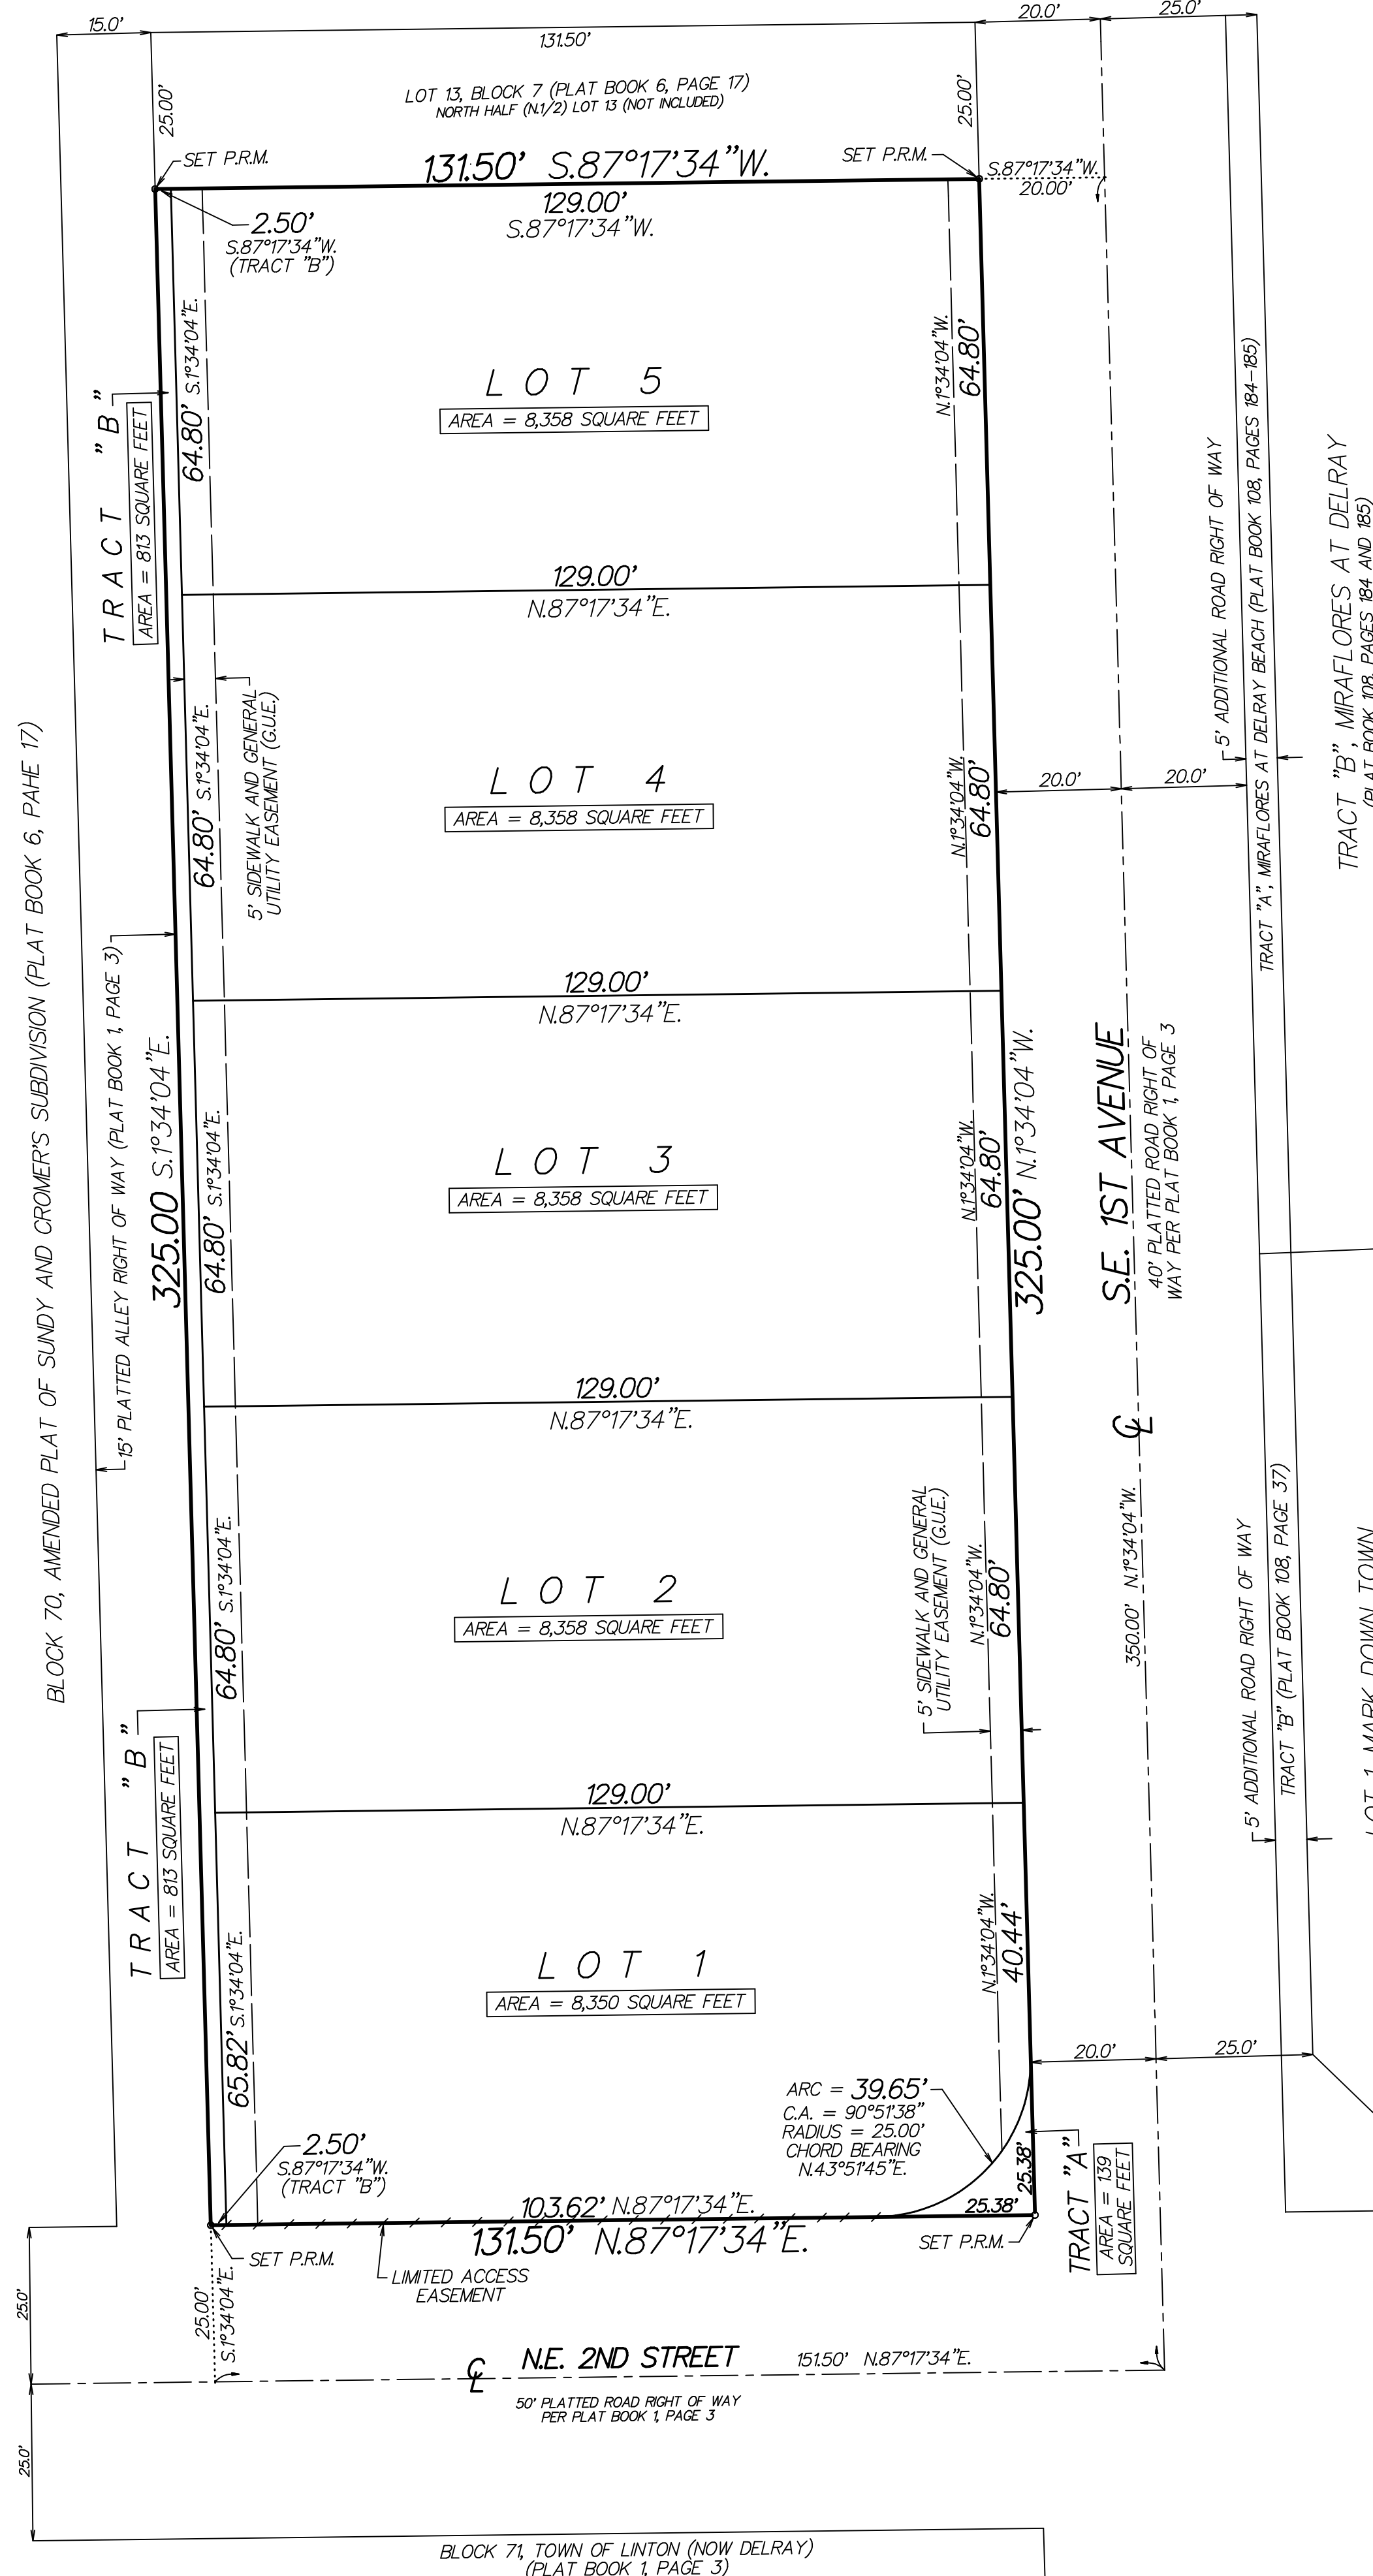 15.0'
131.50'
20.0'
25.0'
LOT 13, BLOCK 7 (PLAT BOOK 6, PAGE 17)
NORTH HALF (N.1/2) LOT 13 (NOT INCLUDED)
25.00'
25.00'
SET P.R.M.
131.50' S.87°17'34"W.
SET P.R.M.
S.87°17'34"W.
20.00'
129.00'
S.87°17'34"W.
2.50'
S.87°17'34"W.
(TRACT "B")
64.80' S.1°34'04"E.
N.1°34'04"W.
64.80'
LOT 5
AREA = 8,358 SQUARE FEET
TRACT "B"
AREA = 813 SQUARE FEET
129.00'
N.87°17'34"E.
5' ADDITIONAL ROAD RIGHT OF WAY
TRACT "A", MIRAFLORES AT DELRAY BEACH (PLAT BOOK 108, PAGES 184-185)
TRACT "B", MIRAFLORES AT DELRAY
(PLAT BOOK 108, PAGES 184 AND 185)
5' SIDEWALK AND GENERAL
UTILITY EASEMENT (G.U.E.)
64.80' S.1°34'04"E.
LOT 4
AREA = 8,358 SQUARE FEET
N.1°34'04"W.
64.80'
20.0'
20.0'
BLOCK 70, AMENDED PLAT OF SUNDY AND CROMER'S SUBDIVISION (PLAT BOOK 6, PAHE 17)
15' PLATTED ALLEY RIGHT OF WAY (PLAT BOOK 1, PAGE 3)
129.00'
N.87°17'34"E.
325.00 S.1°34'04"E.
64.80' S.1°34'04"E.
LOT 3
AREA = 8,358 SQUARE FEET
N.1°34'04"W.
64.80'
325.00' N.1°34'04"W.
S.E. 1ST AVENUE
40' PLATTED ROAD RIGHT OF
WAY PER PLAT BOOK 1, PAGE 3
129.00'
N.87°17'34"E.
CL
350.00' N.1°34'04"W.
64.80' S.1°34'04"E.
LOT 2
AREA = 8,358 SQUARE FEET
5' SIDEWALK AND GENERAL
UTILITY EASEMENT (G.U.E.)
N.1°34'04"W.
64.80'
5' ADDITIONAL ROAD RIGHT OF WAY
TRACT "B" (PLAT BOOK 108, PAGE 37)
LOT 1, MARK DOWN TOWN
TRACT "B"
AREA = 813 SQUARE FEET
129.00'
N.87°17'34"E.
65.82' S.1°34'04"E.
LOT 1
AREA = 8,350 SQUARE FEET
N.1°34'04"W.
40.44'
20.0'
25.0'
ARC = 39.65'
C.A. = 90°51'38"
RADIUS = 25.00'
CHORD BEARING
N.43°51'45"E.
2.50'
S.87°17'34"W.
(TRACT "B")
25.38'
TRACT "A"
AREA = 139
SQUARE FEET
103.62' N.87°17'34"E.
25.38'
131.50' N.87°17'34"E.
SET P.R.M.
SET P.R.M.
LIMITED ACCESS
EASEMENT
25.0'
25.00'
S.1°34'04"E.
CL
N.E. 2ND STREET
151.50' N.87°17'34"E.
50' PLATTED ROAD RIGHT OF WAY
PER PLAT BOOK 1, PAGE 3
25.0'
BLOCK 71, TOWN OF LINTON (NOW DELRAY)
(PLAT BOOK 1, PAGE 3)